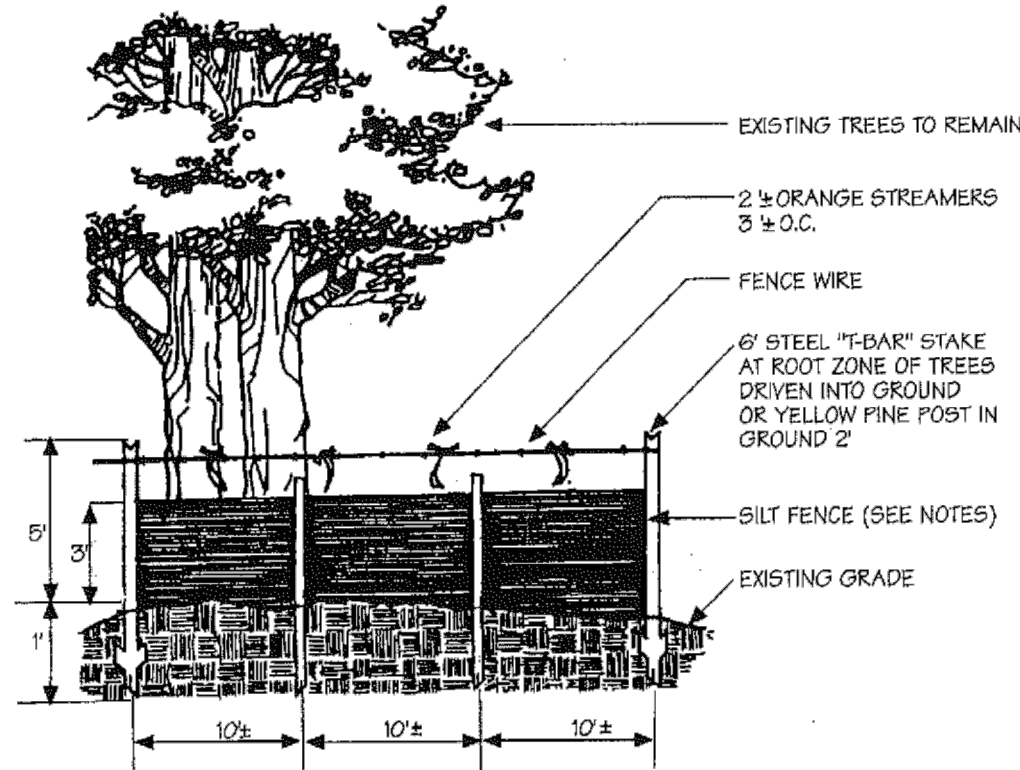 EXISTING TREES TO REMAIN
2'± ORANGE STREAMERS
3'± O.C.
FENCE WIRE
6' STEEL "T-BAR" STAKE
AT ROOT ZONE OF TREES
DRIVEN INTO GROUND
OR YELLOW PINE POST IN
GROUND 2'
SILT FENCE (SEE NOTES)
EXISTING GRADE
5'
3'
1'
10'±
10'±
10'±